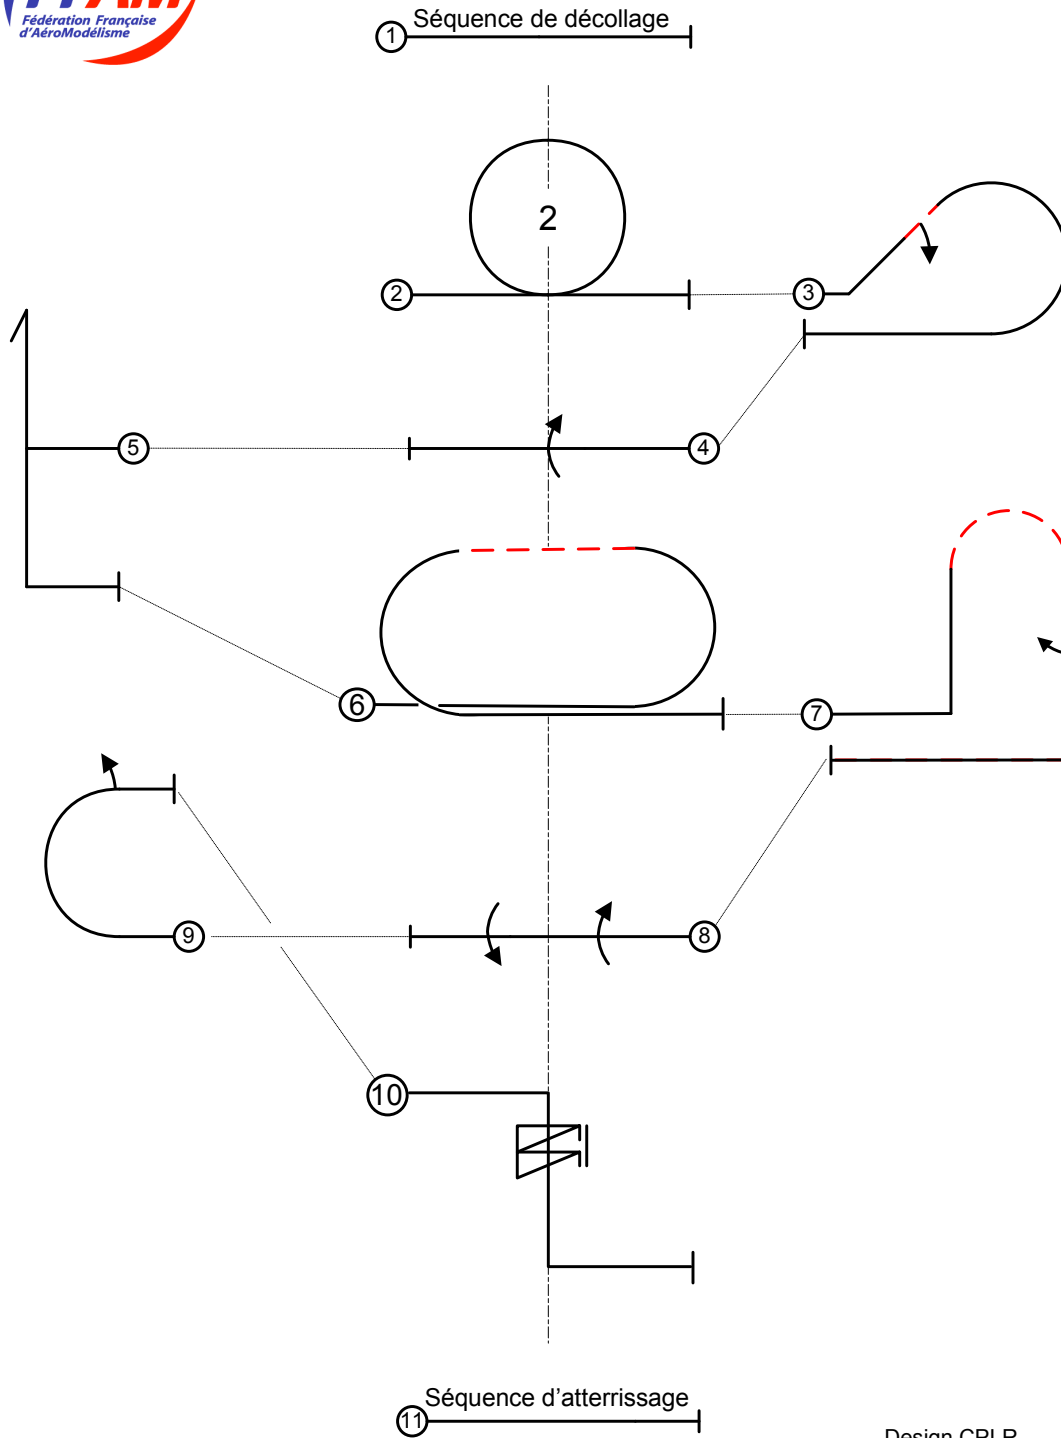 FFAM
Fédération Française
d'AéroModélisme
Séquence de décollage
1
2
2
3
5
4
6
7
9
8
10
Séquence d’atterrissage
11